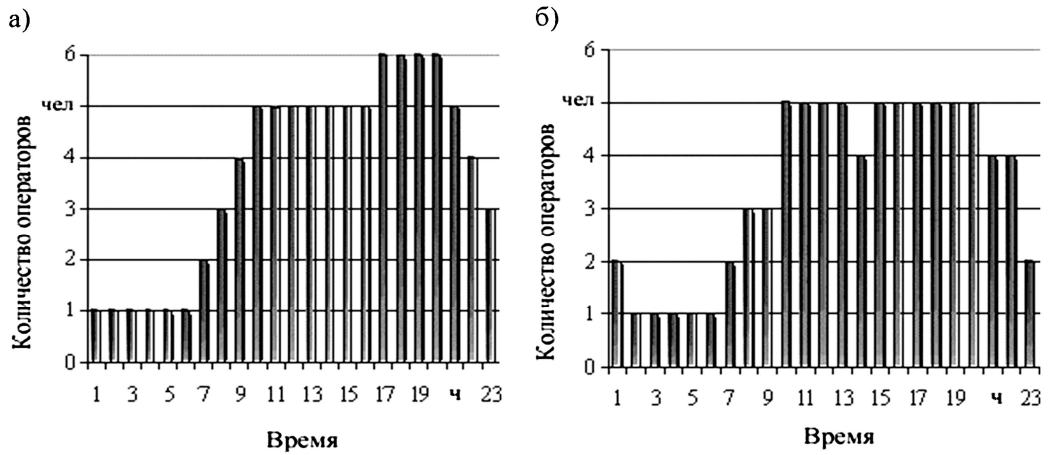 а)
6
чел
4
3
2
1
0
Количество операторов
1 3 5 7 9 11 13 15 17 19 ч 23
Время
б)
6
чел
4
3
2
1
0
Количество операторов
1 3 5 7 9 11 13 15 17 19 ч 23
Время